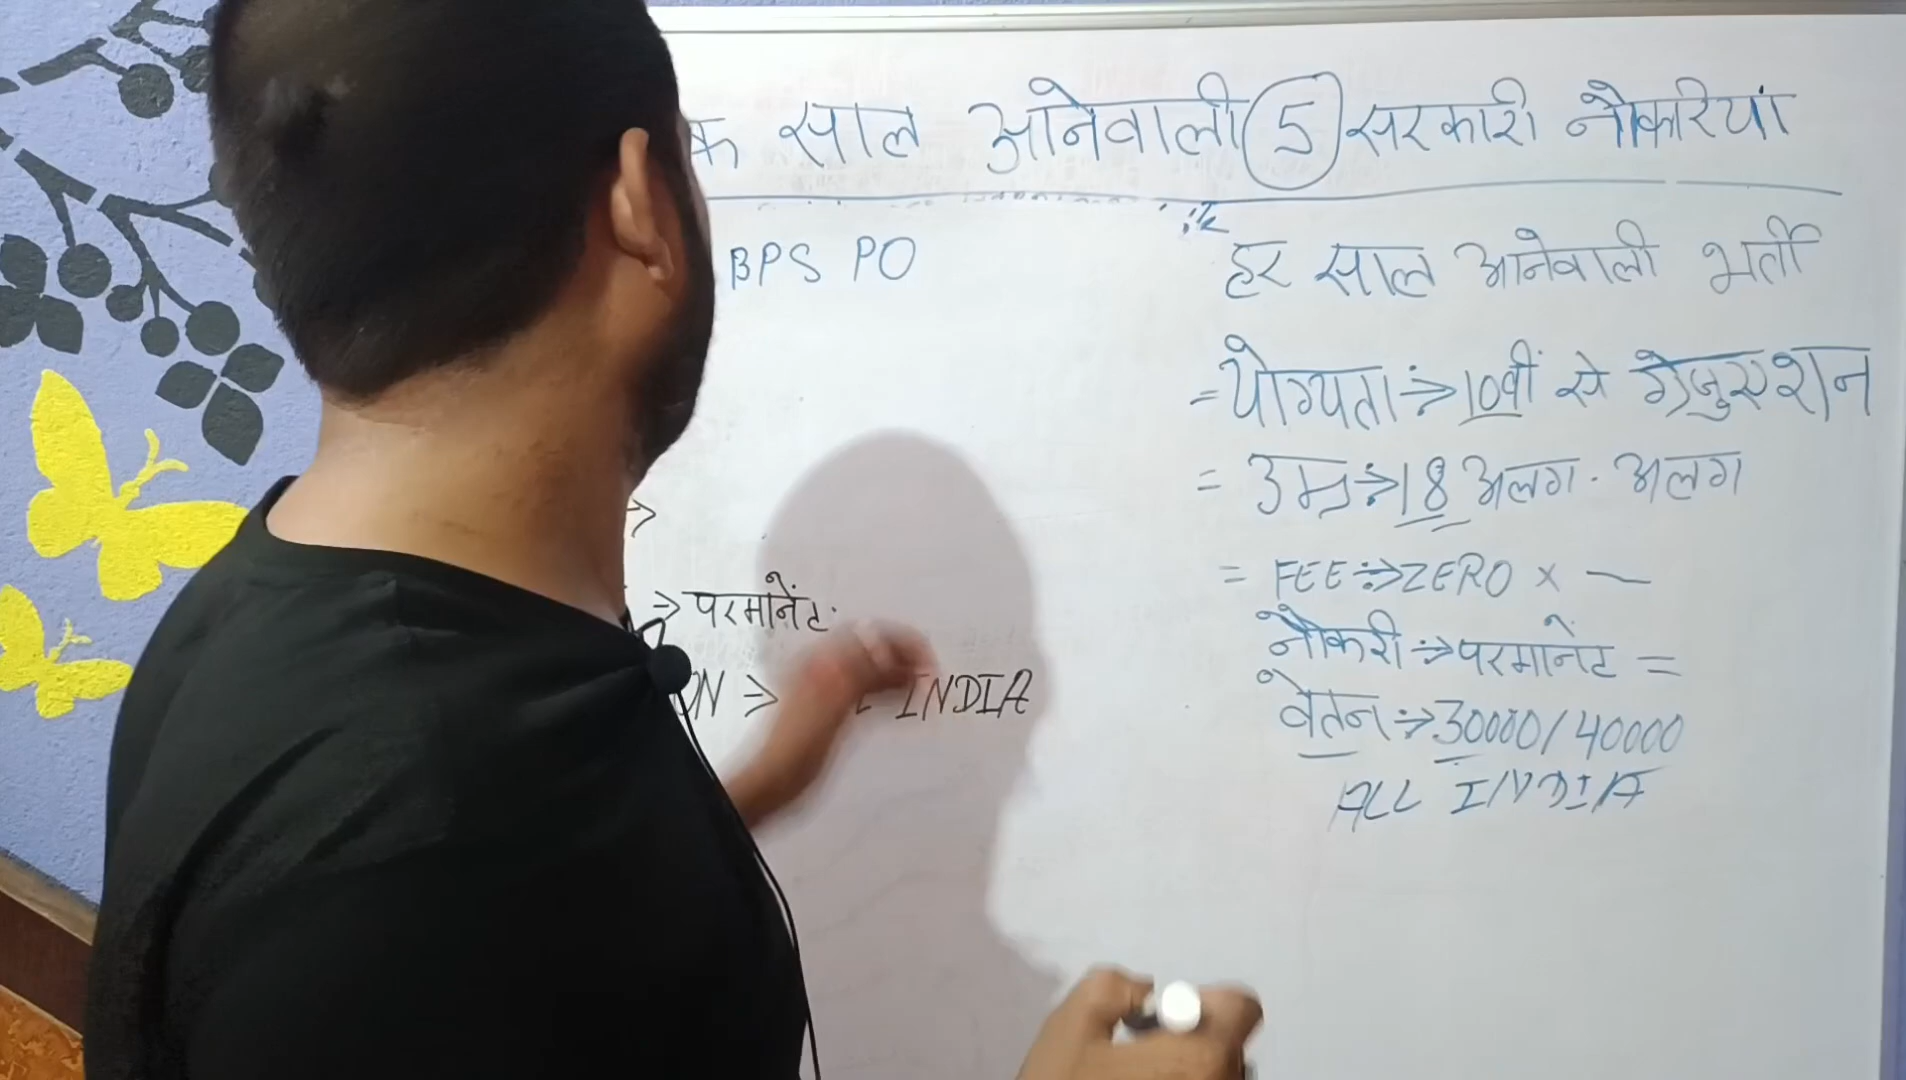 क साल आनेवाली 5 सरकारी नौकरियां
BPS PO
→
→ परमानेंट
ON → INDIA
हर साल आनेवाली भर्ती
= योग्यता → 10वीं से ग्रेजुएशन
= उम्र → 18 अलग. अलग
= FEE → ZERO × —
नौकरी → परमानेंट =
वेतन → 30000/40000
ALL INDIA